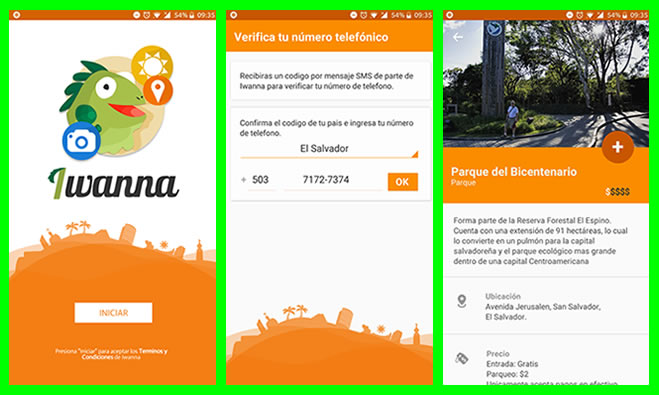 54% 09:35
Iwanna
INICIAR
Presiona "Iniciar" para aceptar los Terminos y
Condiciones de iwanna
54% 09:35
Verifica tu número telefónico
Recibiras un codigo por mensaje SMS de parte de
Iwanna para verificar tu número de telefono.
Confirma el codigo de tu pais e ingresa tu número
de telefono.
El Salvador
+ 503 7172-7374 OK
54% 09:35
+
Parque del Bicentenario
Parque
$$$$$
Forma parte de la Reserva Forestal El Espino.
Cuenta con una extensión de 91 hectáreas, lo cual
lo convierte en un pulmón para la capital
salvadoreña y el parque ecológico mas grande
dentro de una capital Centroamericana
Ubicación
Avenida Jerusalen, San Salvador,
El Salvador.
Precio
Entrada: Gratis
Parqueo: $2
Unicamente acepta pagos en efectivo